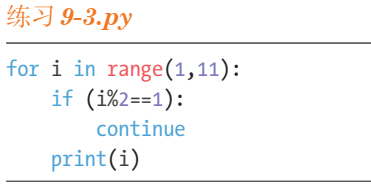 练习 9-3.py
for i in range(1,11):
    if (i%2==1):
        continue
    print(i)